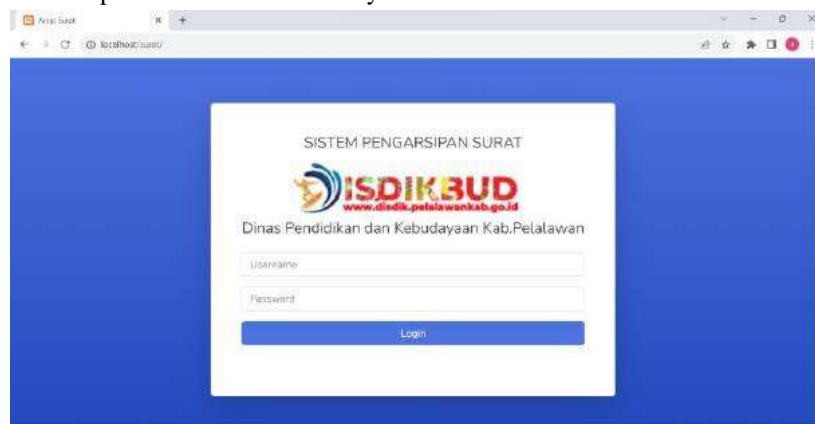 Arsip Surat
localhost/surat/
SISTEM PENGARSIPAN SURAT
DISDIKBUD
www.disdik.pelalawankab.go.id
Dinas Pendidikan dan Kebudayaan Kab.Pelalawan
Username
Password
Login